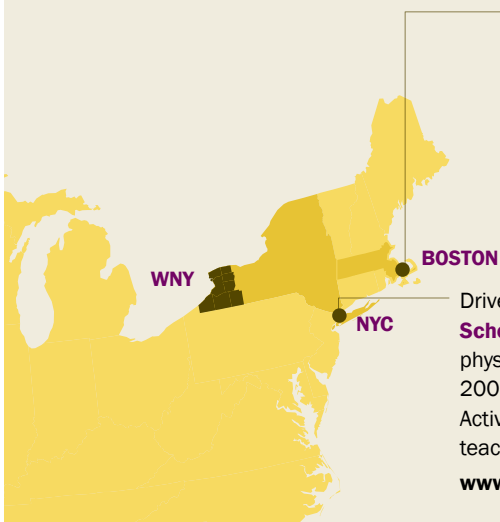 BOSTON
WNY
NYC
Drive
Scho
phys
200
Activ
teac
www